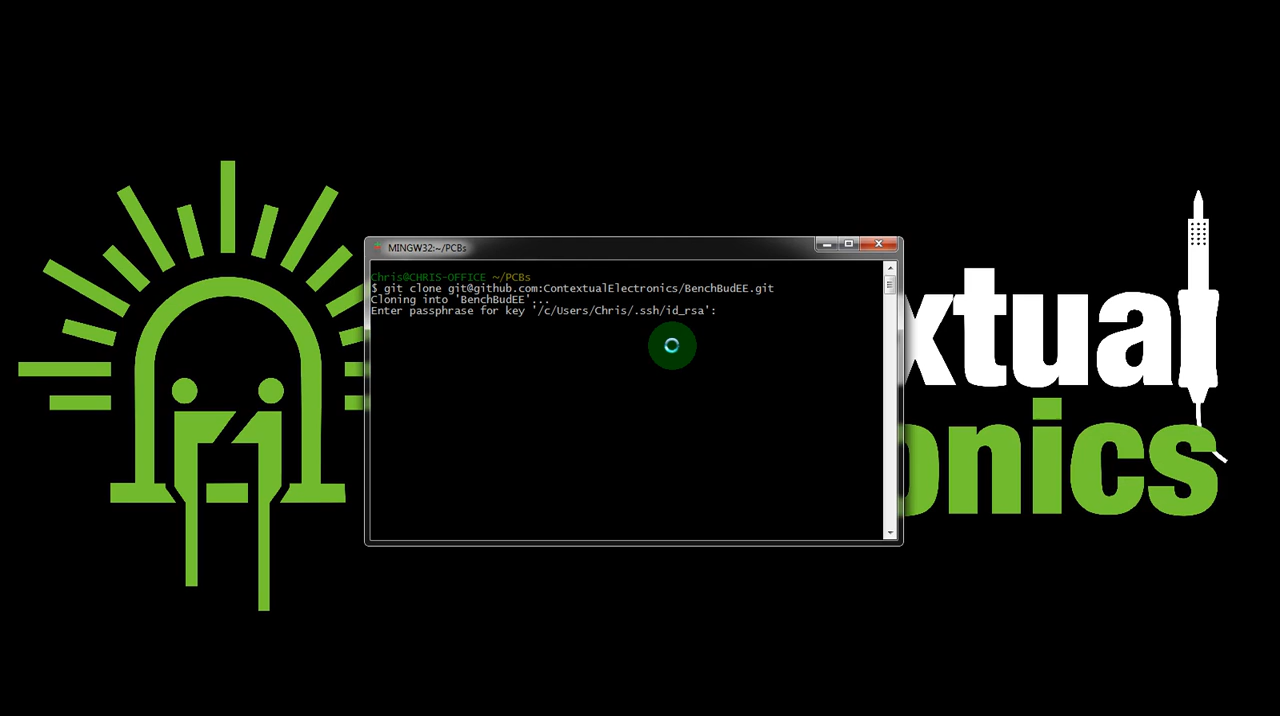 MINGW32:~/PCBs
Chris@CHRIS-OFFICE ~/PCBs
$ git clone git@github.com:ContextualElectronics/BenchBudEE.git
Cloning into 'BenchBudEE'...
Enter passphrase for key '/c/Users/Chris/.ssh/id_rsa':
xtual
onics